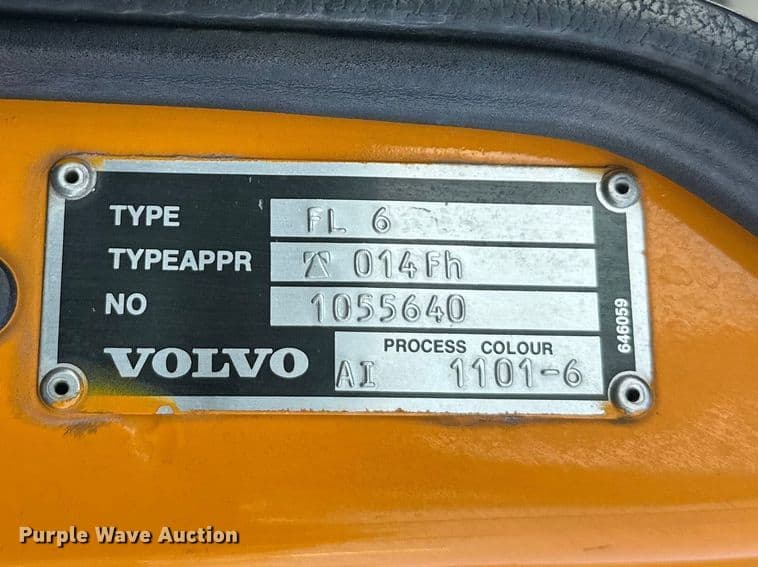 TYPE FL 6
TYPEAPPR 014Fh
NO 1055640
646059
VOLVO
PROCESS COLOUR
AI 1101-6
Purple Wave Auction